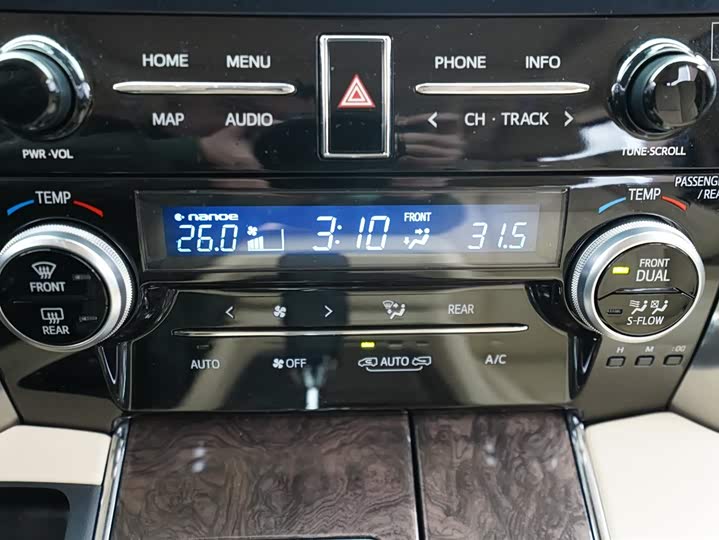 HOME MENU
PHONE INFO
MAP AUDIO
< CH · TRACK >
PWR·VOL
TUNE·SCROLL
TEMP
nanoe
FRONT
TEMP
26.0 3:10 31.5
FRONT
REAR
FRONT
DUAL
S-FLOW
< >
REAR
AUTO
OFF
AUTO
A/C
H M :00